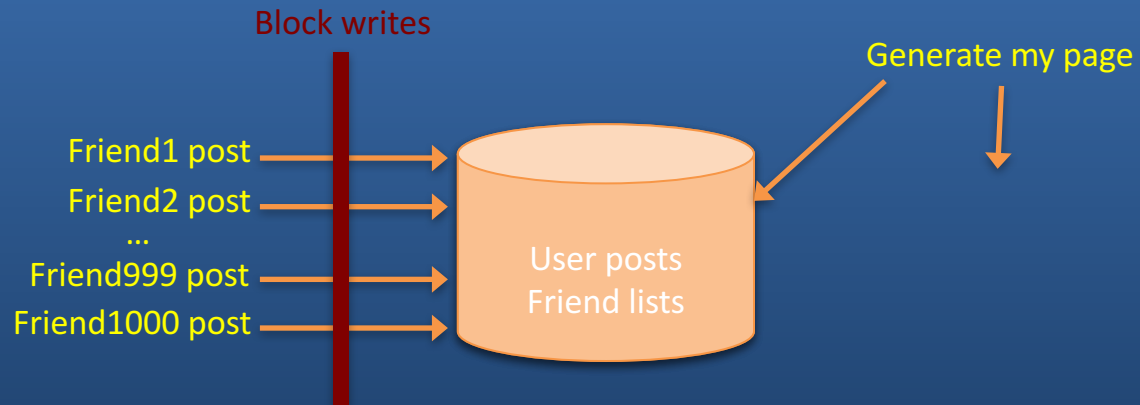 Block writes
Generate my page
Friend1 post
Friend2 post
…
Friend999 post
Friend1000 post
User posts
Friend lists